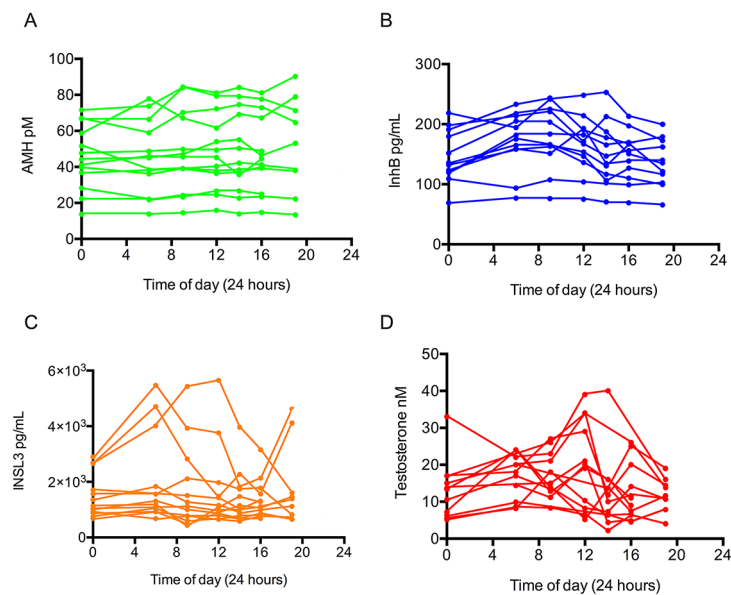 A
AMH pM
100
80
60
40
20
0
0 4 8 12 16 20 24
Time of day (24 hours)
B
InhB pg/mL
300
200
100
0
0 4 8 12 16 20 24
Time of day (24 hours)
C
INSL3 pg/mL
6×10³
4×10³
2×10³
0
0 4 8 12 16 20 24
Time of day (24 hours)
D
Testosterone nM
50
40
30
20
10
0
0 4 8 12 16 20 24
Time of day (24 hours)